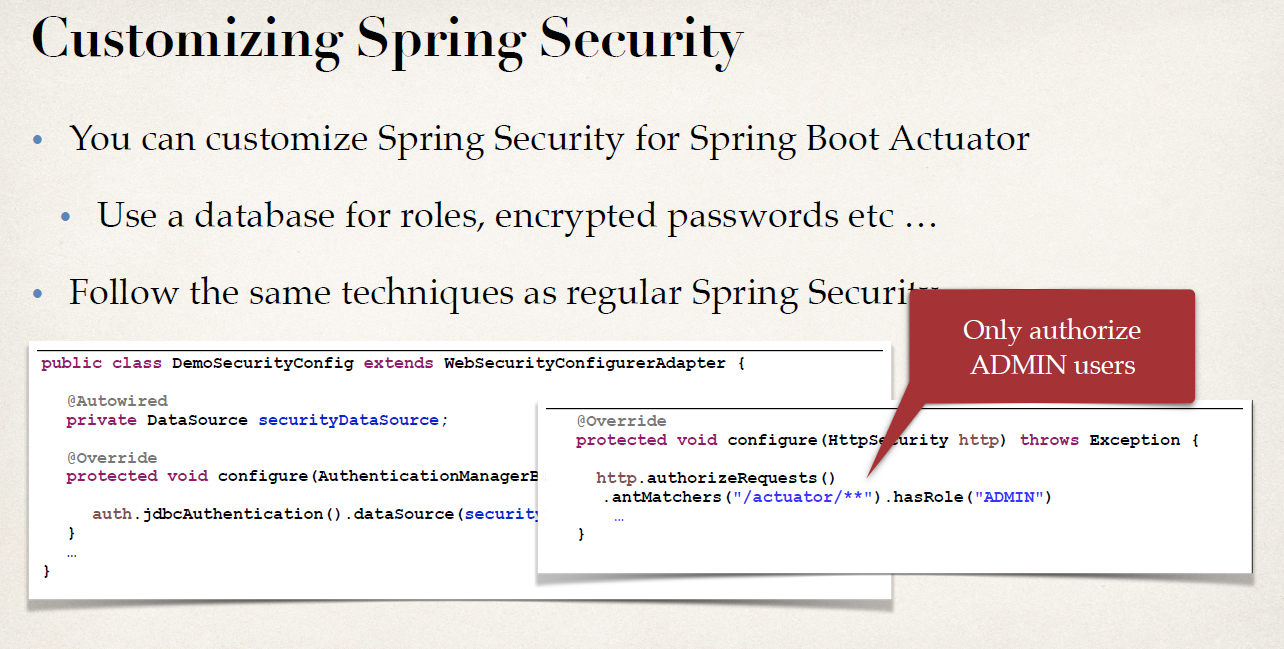 Customizing Spring Security
• You can customize Spring Security for Spring Boot Actuator
• Use a database for roles, encrypted passwords etc …
• Follow the same techniques as regular Spring Security
Only authorize
ADMIN users
public class DemoSecurityConfig extends WebSecurityConfigurerAdapter {
@Autowired
private DataSource securityDataSource;
@Override
protected void configure(AuthenticationManagerB
auth.jdbcAuthentication().dataSource(security
}
…
}
@Override
protected void configure(HttpSecurity http) throws Exception {
http.authorizeRequests()
.antMatchers("/actuator/**").hasRole("ADMIN")
…
}